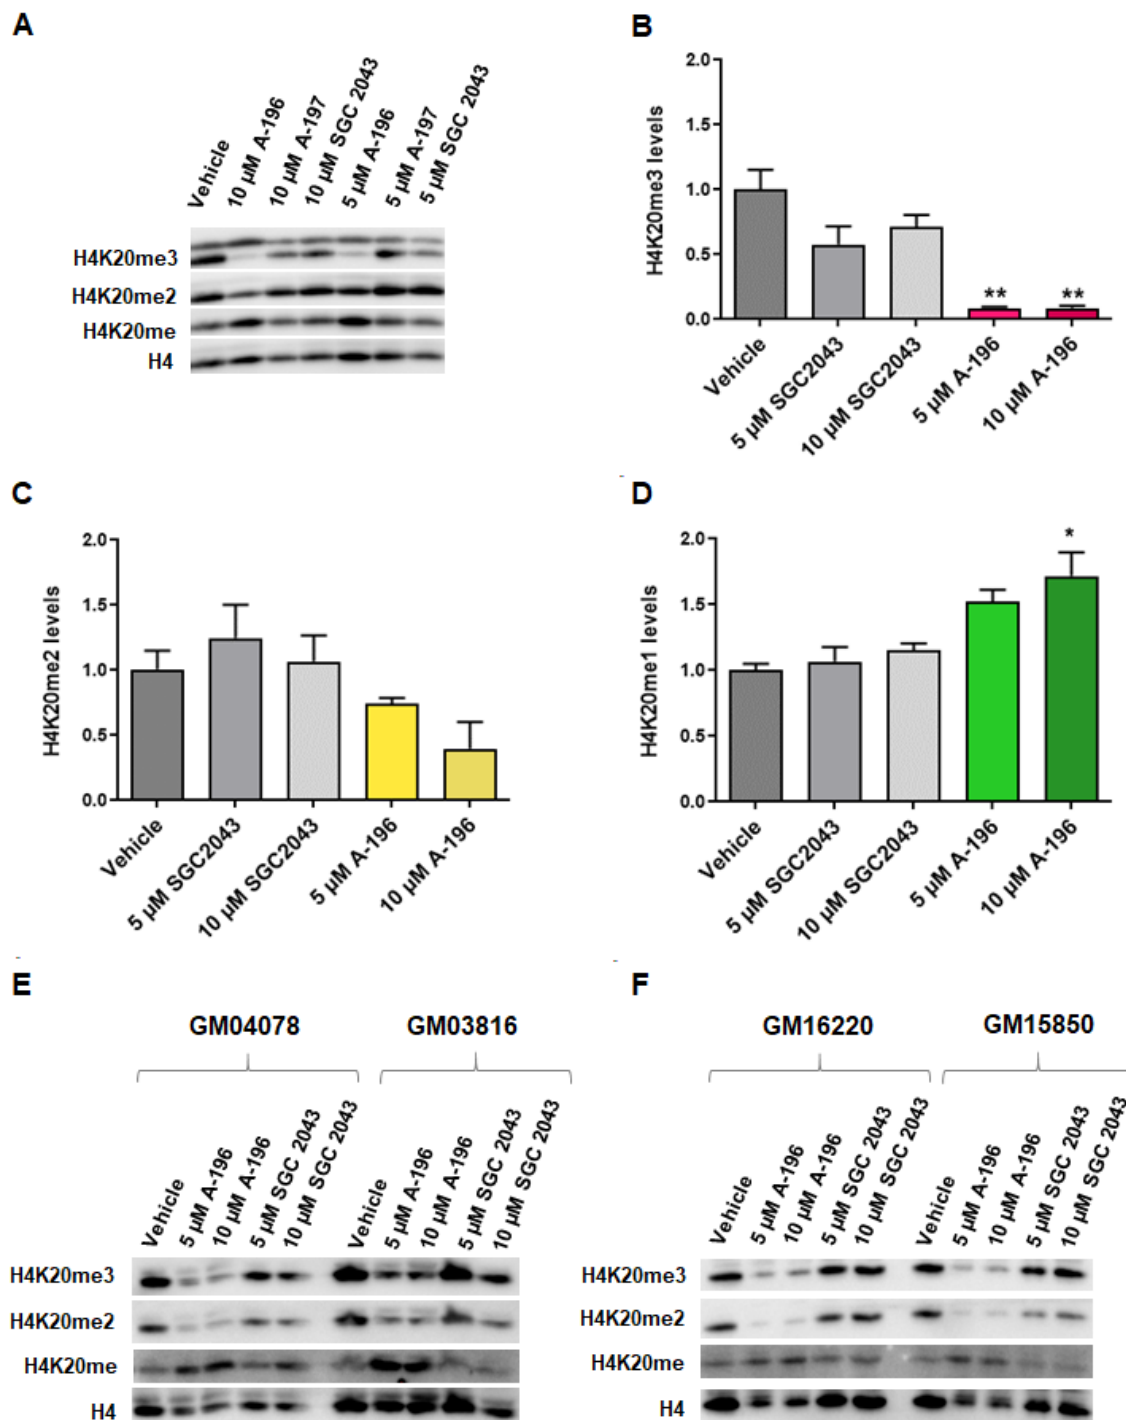 A
Vehicle
10 µM A-196
10 µM A-197
10 µM SGC 2043
5 µM A-196
5 µM A-197
5 µM SGC 2043
H4K20me3
H4K20me2
H4K20me
H4
B
H4K20me3 levels
2.0
1.5
1.0
0.5
0.0
** **
Vehicle
5 µM SGC2043
10 µM SGC2043
5 µM A-196
10 µM A-196
C
H4K20me2 levels
2.0
1.5
1.0
0.5
0.0
Vehicle
5 µM SGC2043
10 µM SGC2043
5 µM A-196
10 µM A-196
D
H4K20me1 levels
2.0
1.5
1.0
0.5
0.0
*
Vehicle
5 µM SGC2043
10 µM SGC2043
5 µM A-196
10 µM A-196
E
GM04078 GM03816
Vehicle
5 µM A-196
10 µM A-196
5 µM SGC 2043
10 µM SGC 2043
Vehicle
5 µM A-196
10 µM A-196
5 µM SGC 2043
10 µM SGC 2043
H4K20me3
H4K20me2
H4K20me
H4
F
GM16220 GM15850
Vehicle
5 µM A-196
10 µM A-196
5 µM SGC 2043
10 µM SGC 2043
Vehicle
5 µM A-196
10 µM A-196
5 µM SGC 2043
10 µM SGC 2043
H4K20me3
H4K20me2
H4K20me
H4